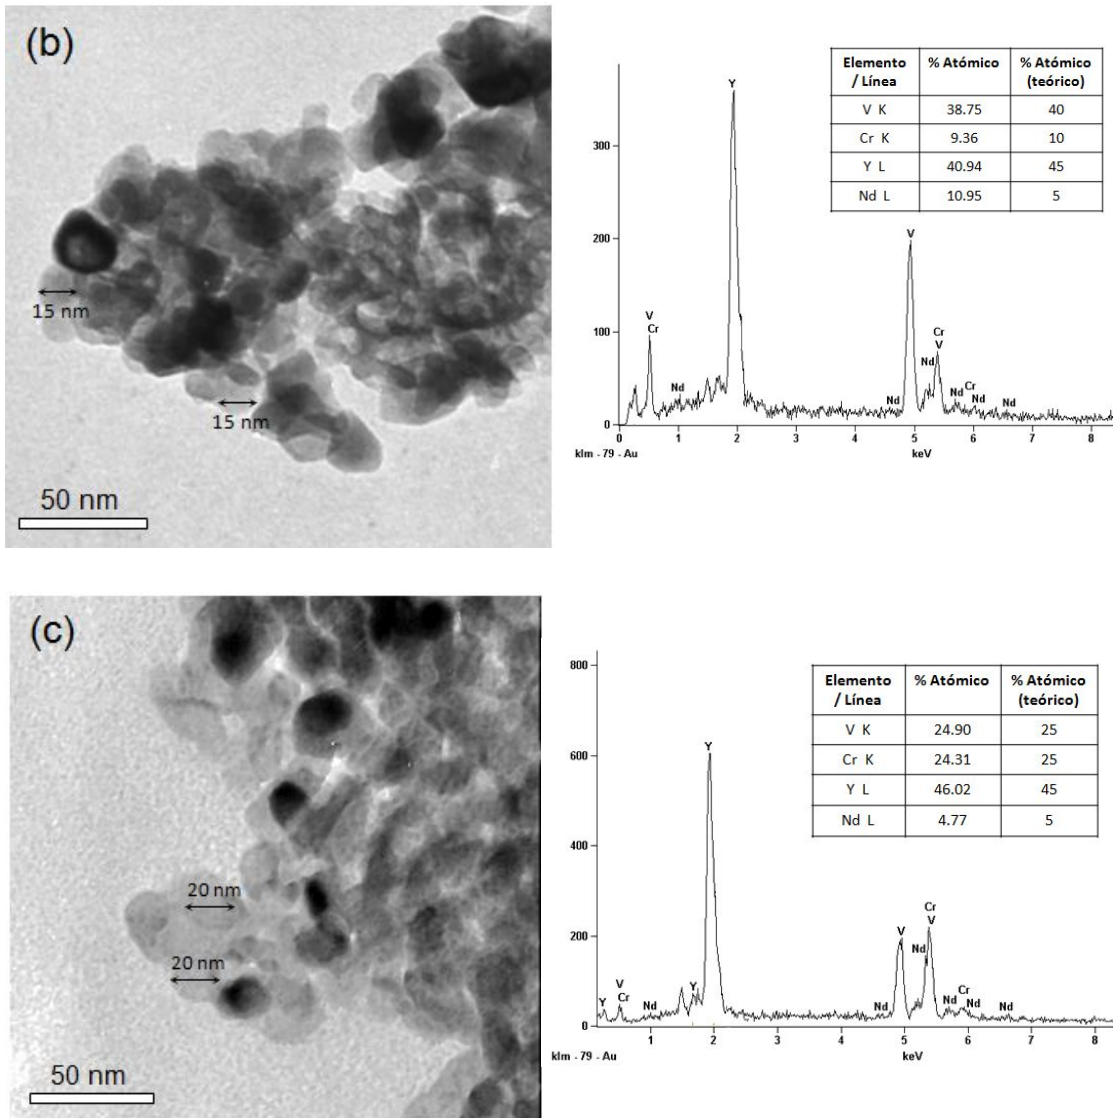 (b)
15 nm
15 nm
50 nm
Elemento / Línea % Atómico % Atómico (teórico)
V K 38.75 40
Cr K 9.36 10
Y L 40.94 45
Nd L 10.95 5
Y
300
200
V
100
V
Cr
Cr
V
Nd
Nd
Nd
Nd
Cr
Nd
Nd
0
0 1 2 3 4 5 6 7 8
klm - 79 - Au keV
(c)
20 nm
20 nm
50 nm
Elemento / Línea % Atómico % Atómico (teórico)
V K 24.90 25
Cr K 24.31 25
Y L 46.02 45
Nd L 4.77 5
800
Y
600
400
Cr
V
V
200
Nd
V
Y
Cr
Y
Nd
Nd
Nd
Cr
Nd
Nd
0
1 2 3 4 5 6 7 8
klm - 79 - Au keV